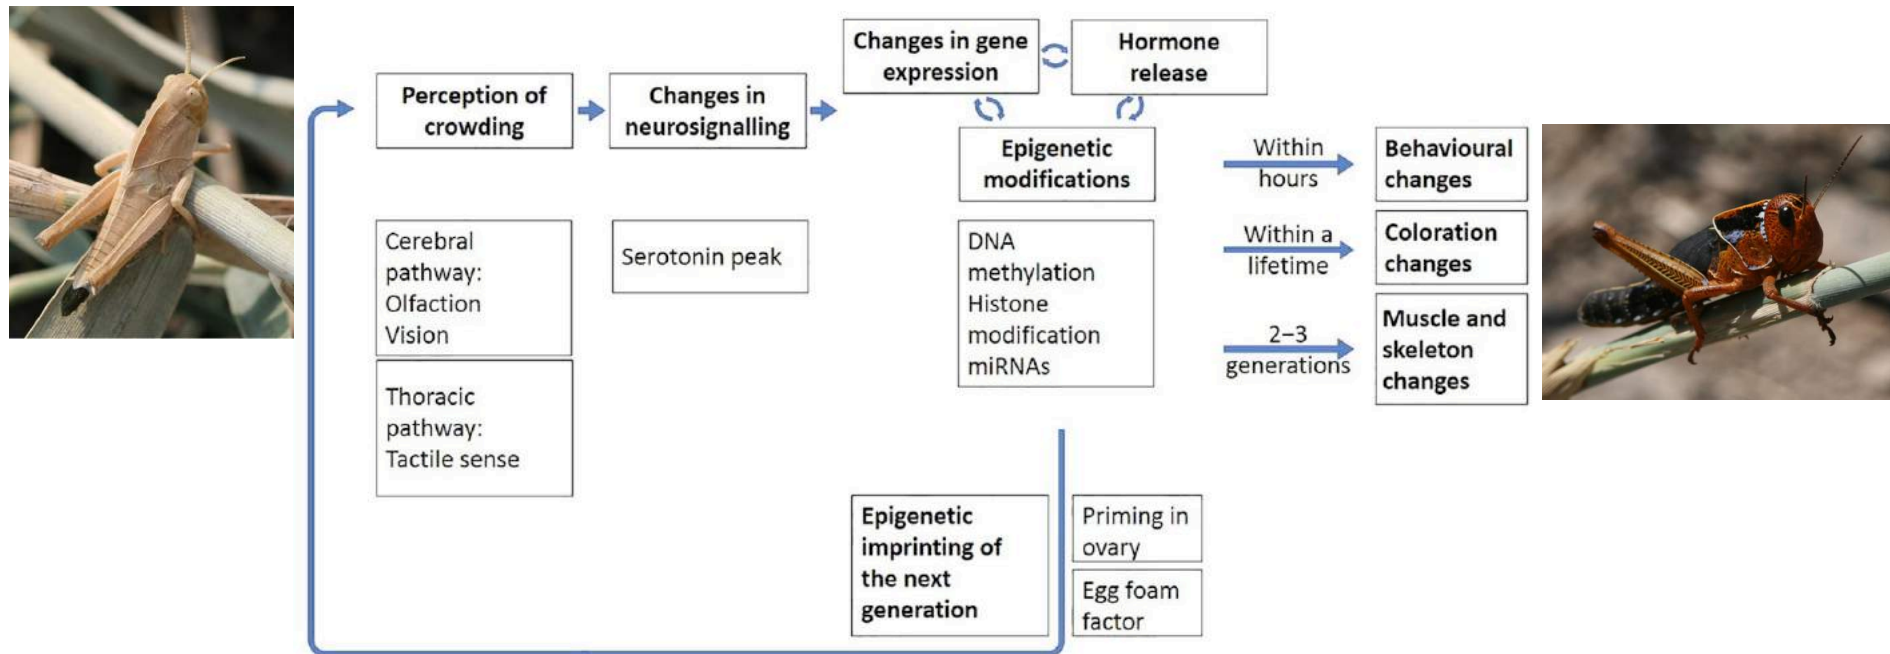 Perception of
crowding
Changes in
neurosignalling
Changes in gene
expression
Hormone
release
Epigenetic
modifications
Cerebral
pathway:
Olfaction
Vision
Thoracic
pathway:
Tactile sense
Serotonin peak
DNA
methylation
Histone
modification
miRNAs
Within
hours
Behavioural
changes
Within a
lifetime
Coloration
changes
2–3
generations
Muscle and
skeleton
changes
Epigenetic
imprinting of
the next
generation
Priming in
ovary
Egg foam
factor